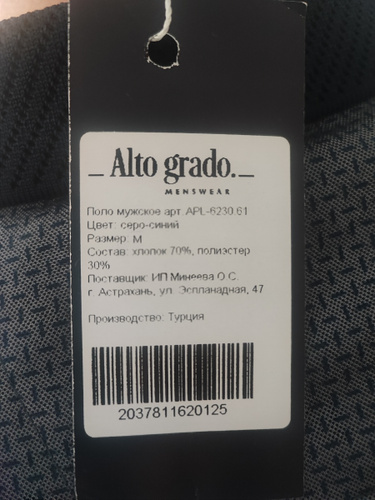 _ Alto grado. _
MENSWEAR
Поло мужское арт. APL-6230.61
Цвет: серо-синий
Размер: М
Состав: хлопок 70%, полиэстер
30%
Поставщик: ИП Минеева О.С.
г. Астрахань, ул. Эспланадная, 47
Производство: Турция
2037811620125